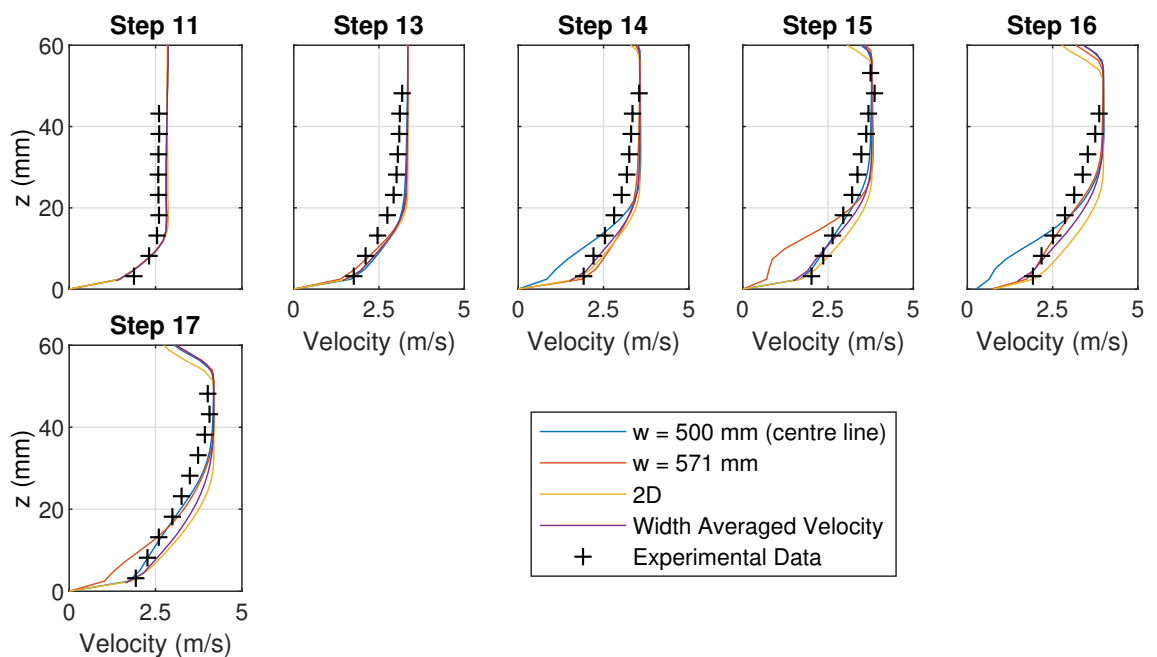 Step 11
Step 13
Step 14
Step 15
Step 16
60
40
20
0
z (mm)
0 2.5 5
Velocity (m/s)
0 2.5 5
Velocity (m/s)
0 2.5 5
Velocity (m/s)
0 2.5 5
Velocity (m/s)
Step 17
60
40
20
0
z (mm)
0 2.5 5
Velocity (m/s)
w = 500 mm (centre line)
w = 571 mm
2D
Width Averaged Velocity
Experimental Data